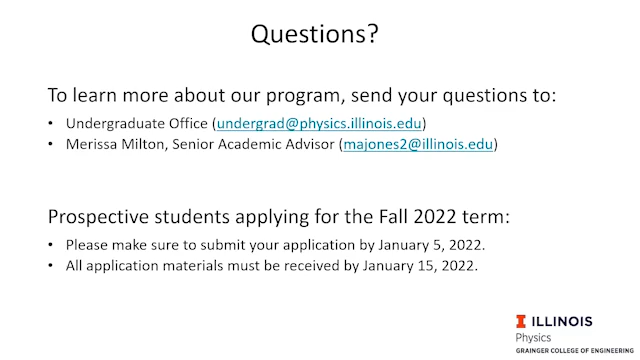 Questions?
To learn more about our program, send your questions to:
• Undergraduate Office (undergrad@physics.illinois.edu)
• Merissa Milton, Senior Academic Advisor (majones2@illinois.edu)
Prospective students applying for the Fall 2022 term:
• Please make sure to submit your application by January 5, 2022.
• All application materials must be received by January 15, 2022.
I ILLINOIS
Physics
GRAINGER COLLEGE OF ENGINEERING